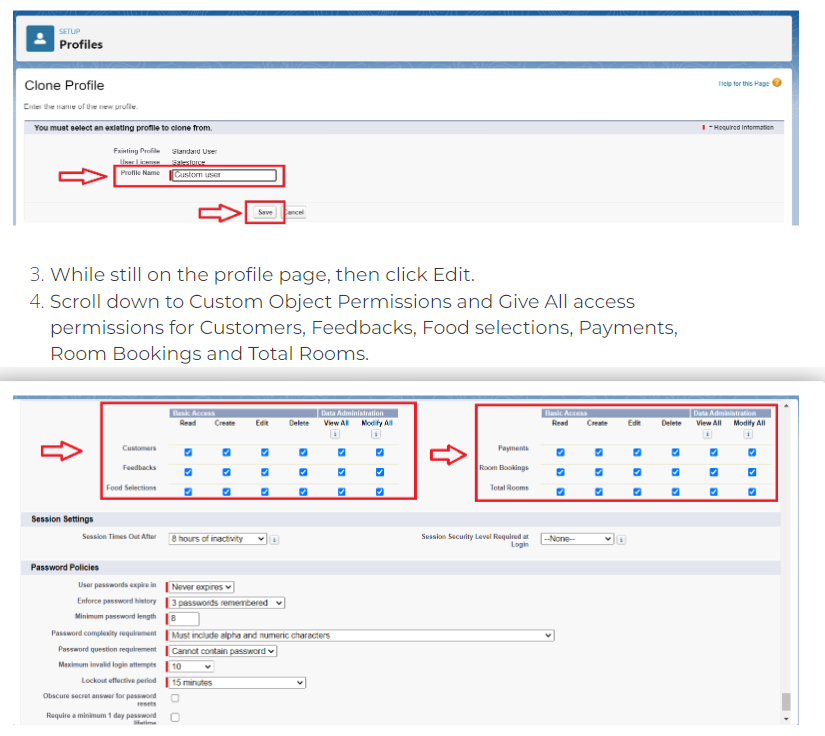 SETUP
Profiles
Clone Profile
Help for this Page
Enter the name of the new profile.
You must select an existing profile to clone from.
= Required Information
Existing Profile Standard User
User License Salesforce
Profile Name Custom user
Save Cancel
3. While still on the profile page, then click Edit.
4. Scroll down to Custom Object Permissions and Give All access
permissions for Customers, Feedbacks, Food selections, Payments,
Room Bookings and Total Rooms.
Basic Access Data Administration Basic Access Data Administration
Read Create Edit Delete View All Modify All Read Create Edit Delete View All Modify All
Customers Payments
Feedbacks Room Bookings
Food Selections Total Rooms
Session Settings
Session Times Out After 8 hours of inactivity Session Security Level Required at
Login --None--
Password Policies
User passwords expire in Never expires
Enforce password history 3 passwords remembered
Minimum password length 8
Password complexity requirement Must include alpha and numeric characters
Password question requirement Cannot contain password
Maximum invalid login attempts 10
Lockout effective period 15 minutes
Obscure secret answer for password
resets
Require a minimum 1 day password
lifetime